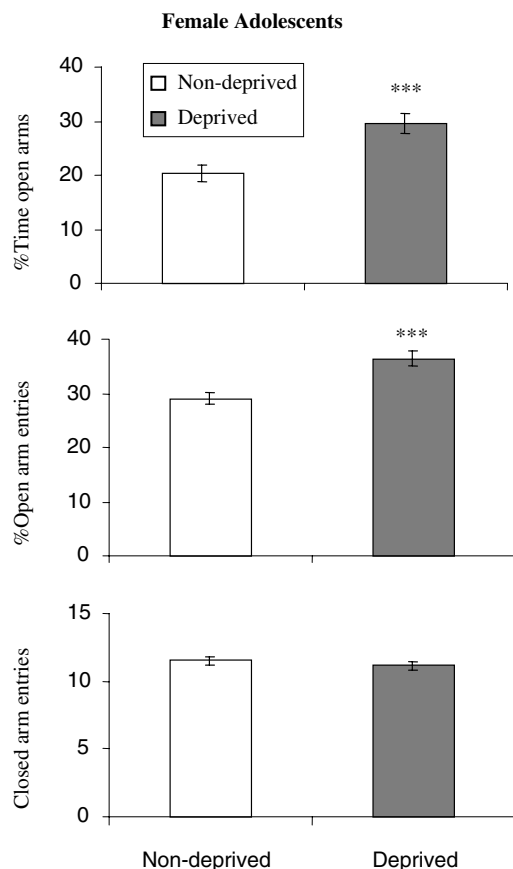 Female Adolescents
40
30
20
10
0
%Time open arms
Non-deprived
Deprived
***
40
30
20
10
0
%Open arm entries
***
15
10
5
0
Closed arm entries
Non-deprived Deprived